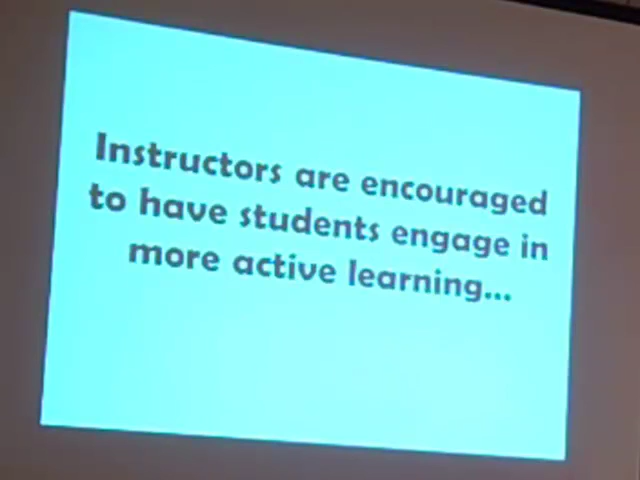 Instructors are encouraged
to have students engage in
more active learning...